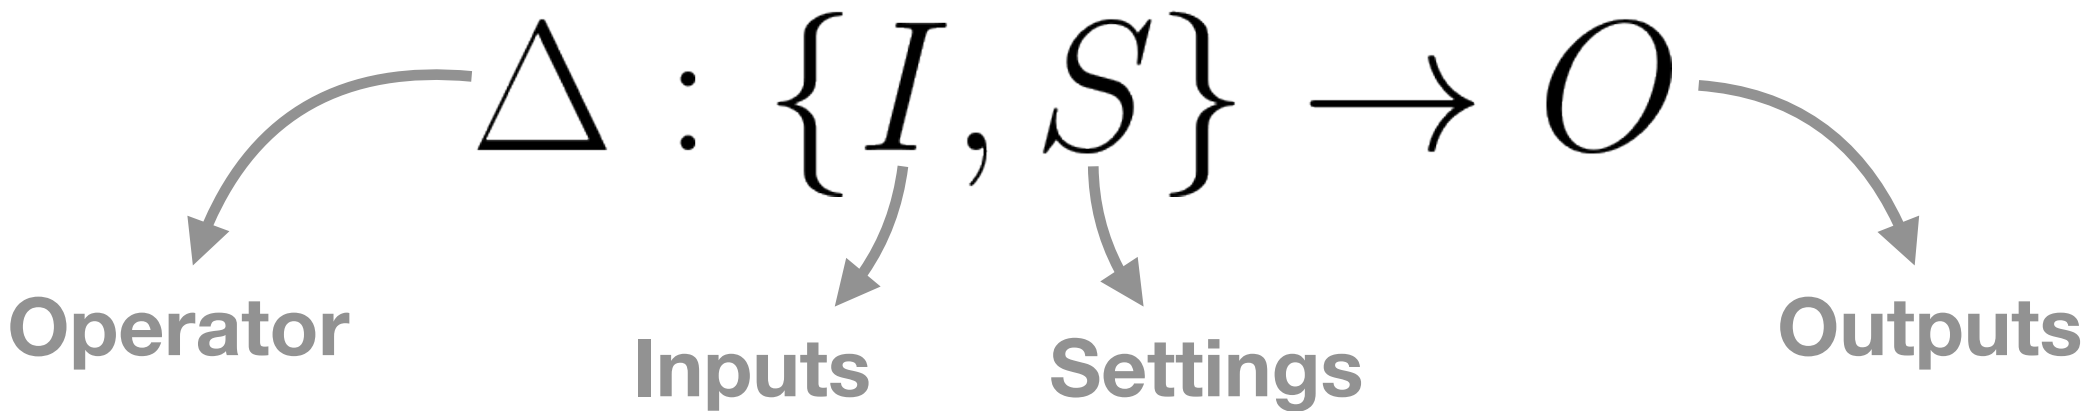 Δ : {I, S} → O
Operator
Inputs
Settings
Outputs